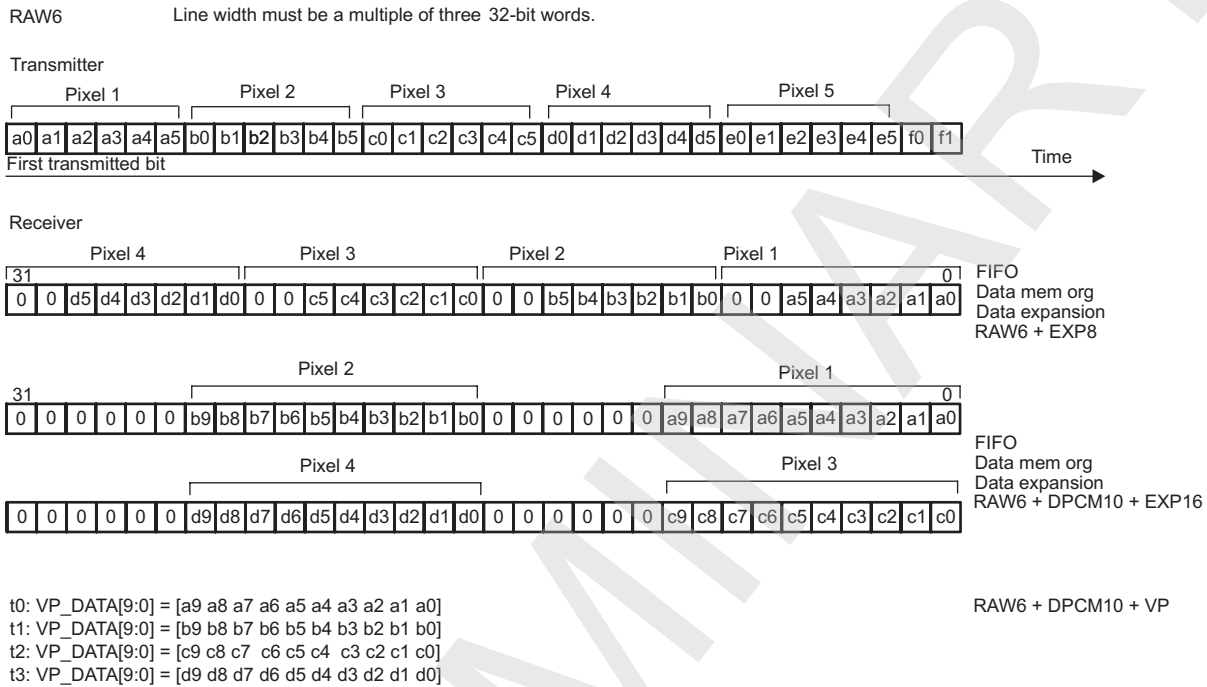 RAW6 Line width must be a multiple of three 32-bit words.
Transmitter
Pixel 1 Pixel 2 Pixel 3 Pixel 4 Pixel 5
a0 a1 a2 a3 a4 a5 b0 b1 b2 b3 b4 b5 c0 c1 c2 c3 c4 c5 d0 d1 d2 d3 d4 d5 e0 e1 e2 e3 e4 e5 f0 f1
First transmitted bit Time
Receiver
Pixel 4 Pixel 3 Pixel 2 Pixel 1
31 0
0 0 d5 d4 d3 d2 d1 d0 0 0 c5 c4 c3 c2 c1 c0 0 0 b5 b4 b3 b2 b1 b0 0 0 a5 a4 a3 a2 a1 a0
FIFO
Data mem org
Data expansion
RAW6 + EXP8
Pixel 2 Pixel 1
31 0
0 0 0 0 0 0 b9 b8 b7 b6 b5 b4 b3 b2 b1 b0 0 0 0 0 0 0 a9 a8 a7 a6 a5 a4 a3 a2 a1 a0
Pixel 4 Pixel 3
0 0 0 0 0 0 d9 d8 d7 d6 d5 d4 d3 d2 d1 d0 0 0 0 0 0 0 c9 c8 c7 c6 c5 c4 c3 c2 c1 c0
FIFO
Data mem org
Data expansion
RAW6 + DPCM10 + EXP16
t0: VP_DATA[9:0] = [a9 a8 a7 a6 a5 a4 a3 a2 a1 a0] RAW6 + DPCM10 + VP
t1: VP_DATA[9:0] = [b9 b8 b7 b6 b5 b4 b3 b2 b1 b0]
t2: VP_DATA[9:0] = [c9 c8 c7 c6 c5 c4 c3 c2 c1 c0]
t3: VP_DATA[9:0] = [d9 d8 d7 d6 d5 d4 d3 d2 d1 d0]
MINAR